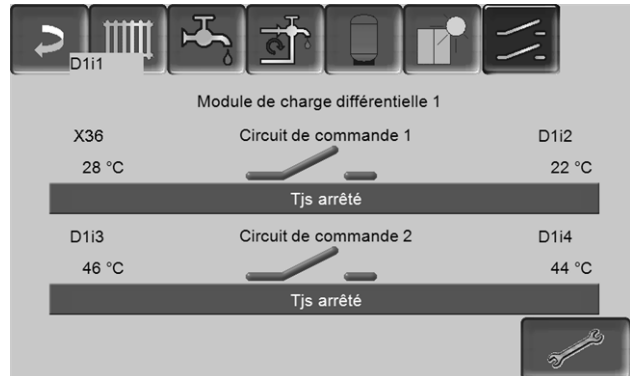 D1i1
Module de charge différentielle 1
X36 Circuit de commande 1 D1i2
28 °C 22 °C
Tjs arrêté
D1i3 Circuit de commande 2 D1i4
46 °C 44 °C
Tjs arrêté